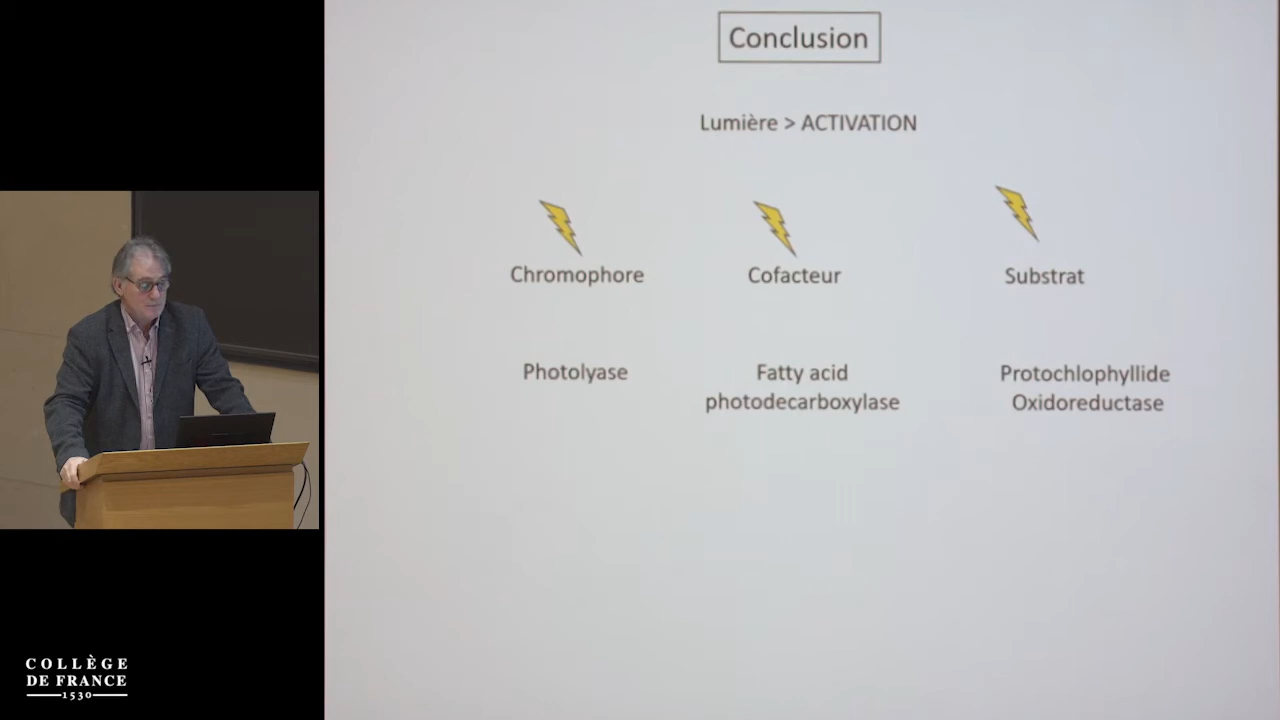 Conclusion
Lumière > ACTIVATION
Chromophore
Cofacteur
Substrat
Photolyase
Fatty acid
photodecarboxylase
Protochlophyllide
Oxidoreductase
COLLÈGE
DE FRANCE
1530